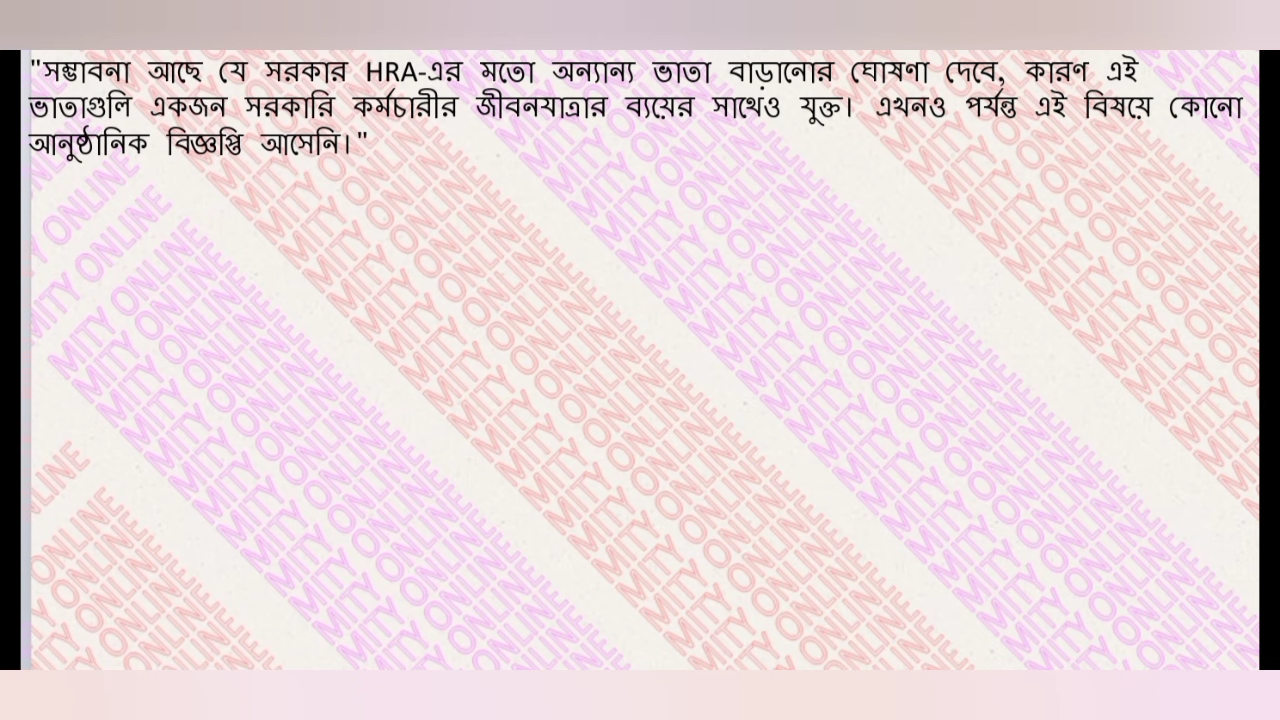 "সম্ভাবনা আছে যে সরকার HRA-এর মতো অন্যান্য ভাতা বাড়ানোর ঘোষণা দেবে, কারণ এই
ভাতাগুলি একজন সরকারি কর্মচারীর জীবনযাত্রার ব্যয়ের সাথেও যুক্ত। এখনও পর্যন্ত এই বিষয়ে কোনো
আনুষ্ঠানিক বিজ্ঞপ্তি আসেনি।"